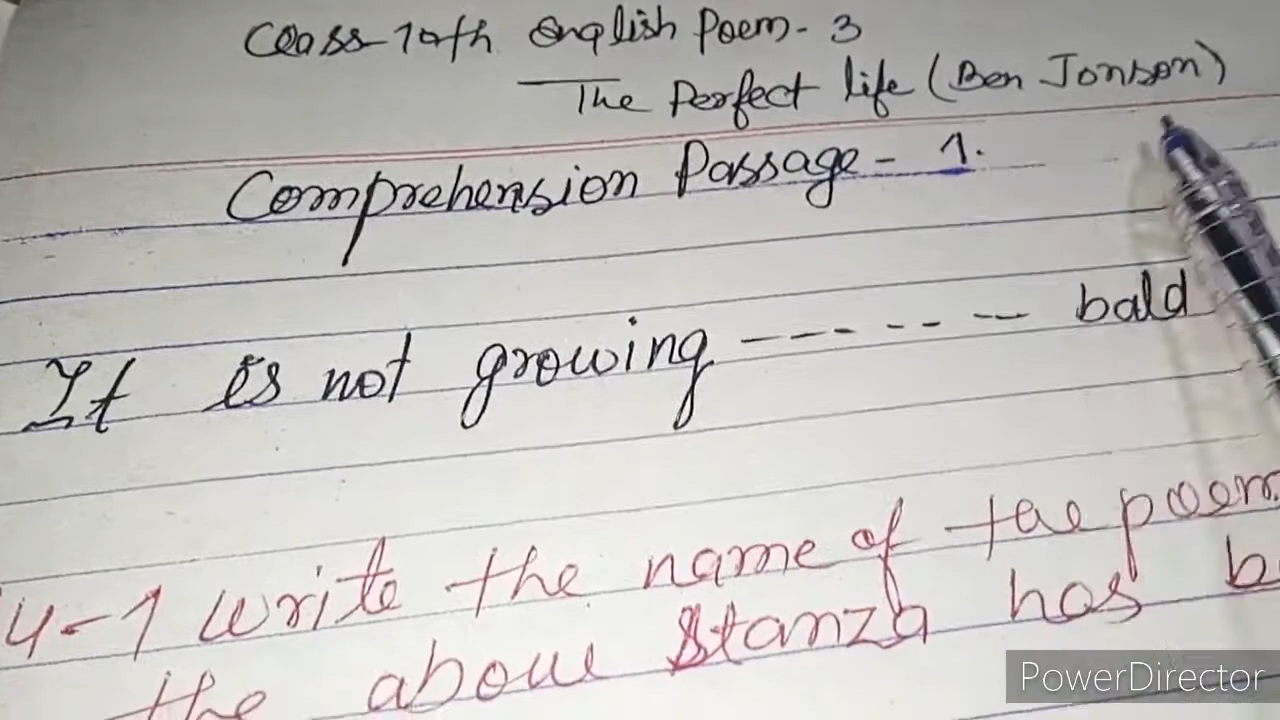 Class-10th English Poem-3
The Perfect life (Ben Jonson)
Comprehension Passage-1.
It is not growing ------ bald
4-1 write the name of the poem
the above Stanza has b
PowerDirector